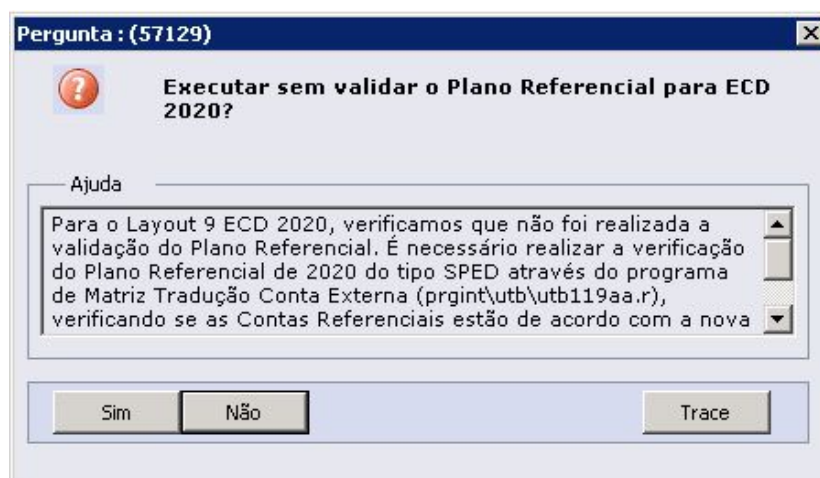 Pergunta : (57129)
Executar sem validar o Plano Referencial para ECD
2020?
Ajuda
Para o Layout 9 ECD 2020, verificamos que não foi realizada a
validação do Plano Referencial. É necessário realizar a verificação
do Plano Referencial de 2020 do tipo SPED através do programa
de Matriz Tradução Conta Externa (prgint\utb\utb119aa.r),
verificando se as Contas Referenciais estão de acordo com a nova
Sim Não Trace